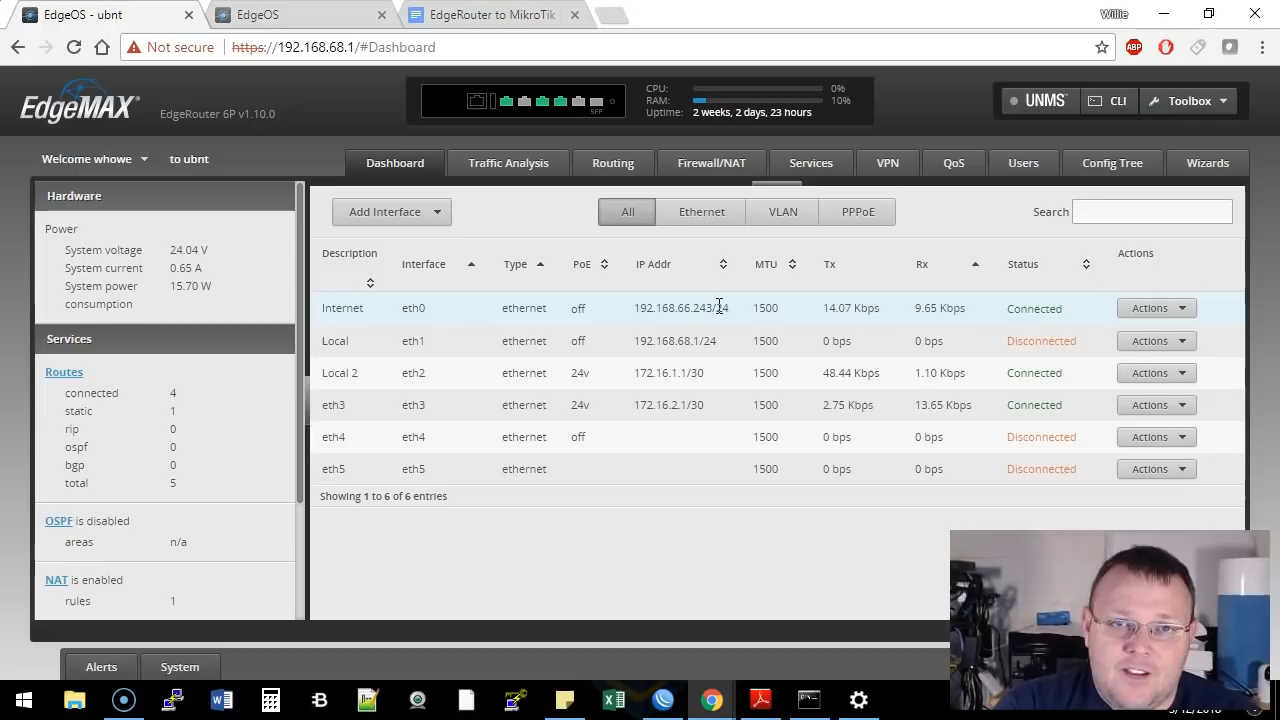 EdgeOS - ubnt
EdgeOS
EdgeRouter to MikroTik
Willie
Not secure
https://192.168.68.1/#Dashboard
ABP
EdgeMAX
EdgeRouter 6P v1.10.0
SFP
CPU: 0%
RAM: 10%
Uptime: 2 weeks, 2 days, 23 hours
UNMS
CLI
Toolbox
Welcome whowe to ubnt
Dashboard Traffic Analysis Routing Firewall/NAT Services VPN QoS Users Config Tree Wizards
Hardware
Power
System voltage 24.04 V
System current 0.65 A
System power 15.70 W
consumption
Services
Routes
connected 4
static 1
rip 0
ospf 0
bgp 0
total 5
OSPF is disabled
areas n/a
NAT is enabled
rules 1
Add Interface
All Ethernet VLAN PPPoE
Search
Description Interface Type PoE IP Addr MTU Tx Rx Status Actions
Internet eth0 ethernet off 192.168.66.243/24 1500 14.07 Kbps 9.65 Kbps Connected Actions
Local eth1 ethernet off 192.168.68.1/24 1500 0 bps 0 bps Disconnected Actions
Local 2 eth2 ethernet 24v 172.16.1.1/30 1500 48.44 Kbps 1.10 Kbps Connected Actions
eth3 eth3 ethernet 24v 172.16.2.1/30 1500 2.75 Kbps 13.65 Kbps Connected Actions
eth4 eth4 ethernet off 1500 0 bps 0 bps Disconnected Actions
eth5 eth5 ethernet 1500 0 bps 0 bps Disconnected Actions
Showing 1 to 6 of 6 entries
Alerts
System